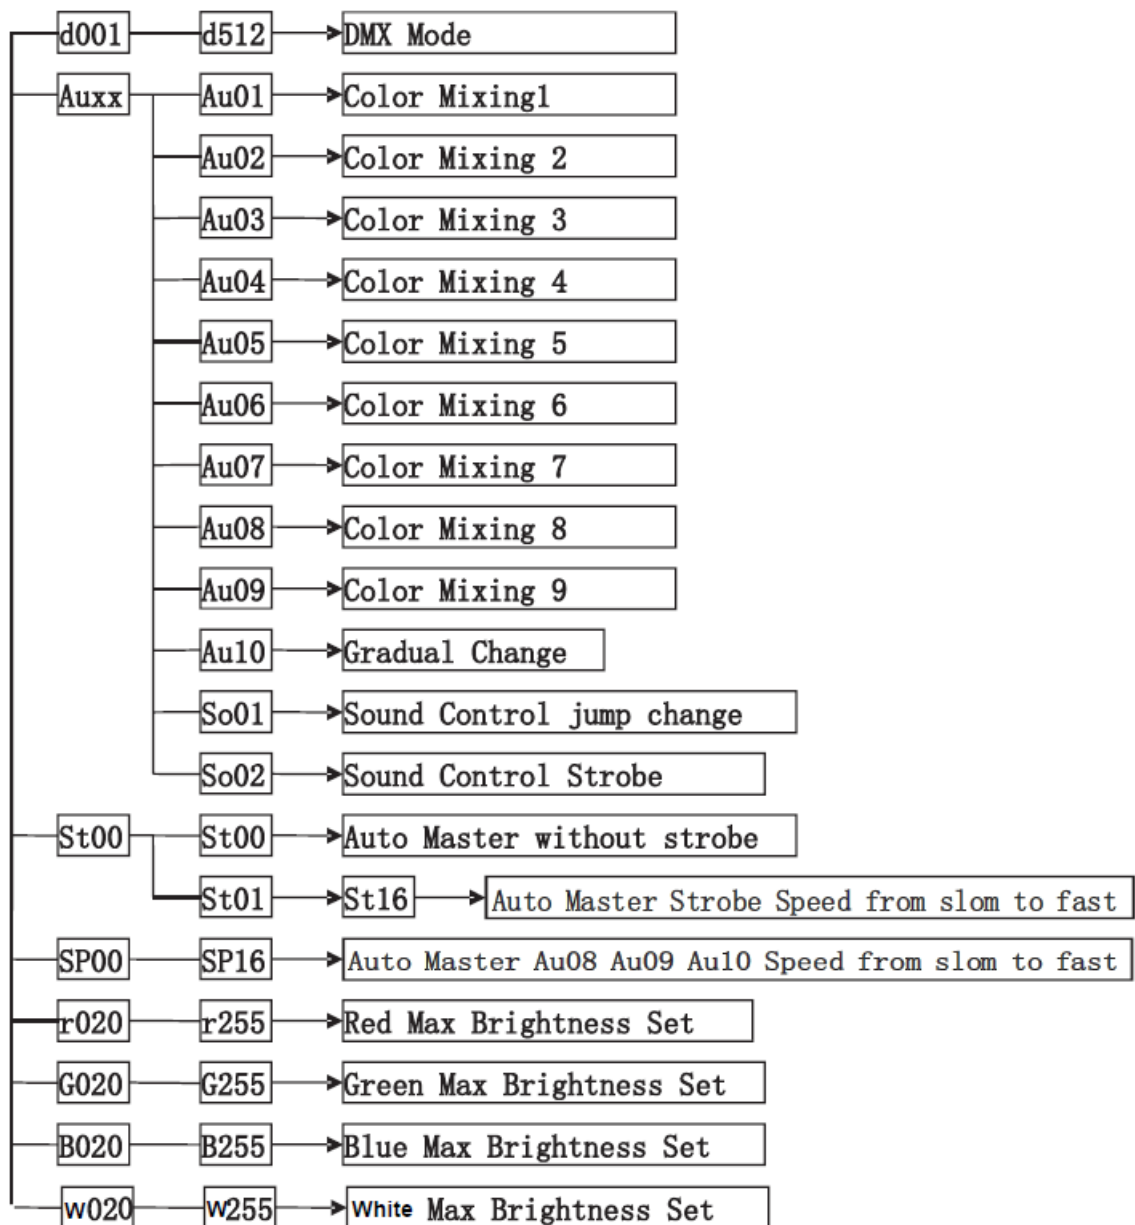 d001 d512 DMX Mode
Auxx Au01 Color Mixing1
Au02 Color Mixing 2
Au03 Color Mixing 3
Au04 Color Mixing 4
Au05 Color Mixing 5
Au06 Color Mixing 6
Au07 Color Mixing 7
Au08 Color Mixing 8
Au09 Color Mixing 9
Au10 Gradual Change
So01 Sound Control jump change
So02 Sound Control Strobe
St00 St00 Auto Master without strobe
St01 St16 Auto Master Strobe Speed from slom to fast
SP00 SP16 Auto Master Au08 Au09 Au10 Speed from slom to fast
r020 r255 Red Max Brightness Set
G020 G255 Green Max Brightness Set
B020 B255 Blue Max Brightness Set
W020 W255 White Max Brightness Set